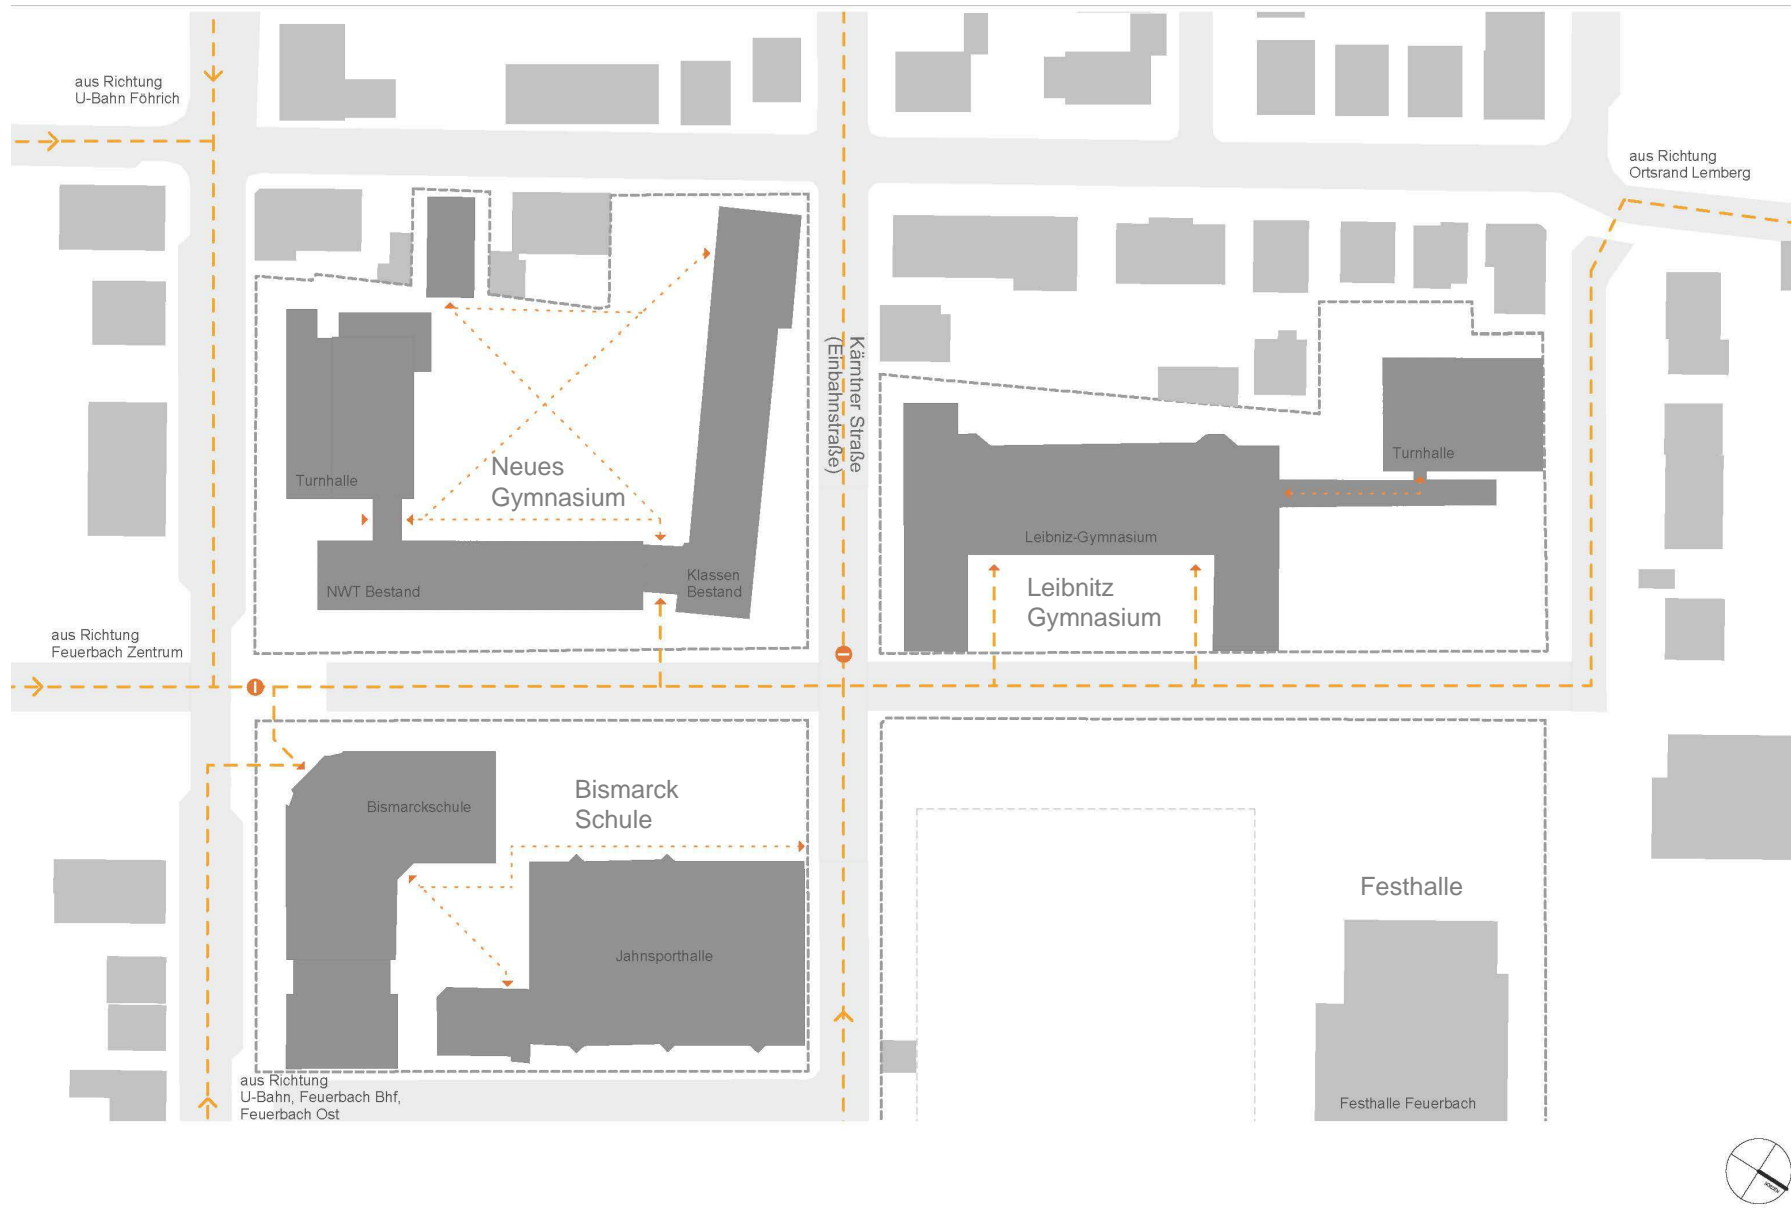 aus Richtung
U-Bahn Föhrich
aus Richtung
Ortsrand Lemberg
Kärntner Straße
(Einbahnstraße)
Turnhalle
Neues
Gymnasium
NWT Bestand
Klassen
Bestand
Turnhalle
Leibniz-Gymnasium
Leibnitz
Gymnasium
aus Richtung
Feuerbach Zentrum
Bismarckschule
Bismarck
Schule
Jahnsporthalle
Festhalle
Festhalle Feuerbach
aus Richtung
U-Bahn, Feuerbach Bhf,
Feuerbach Ost